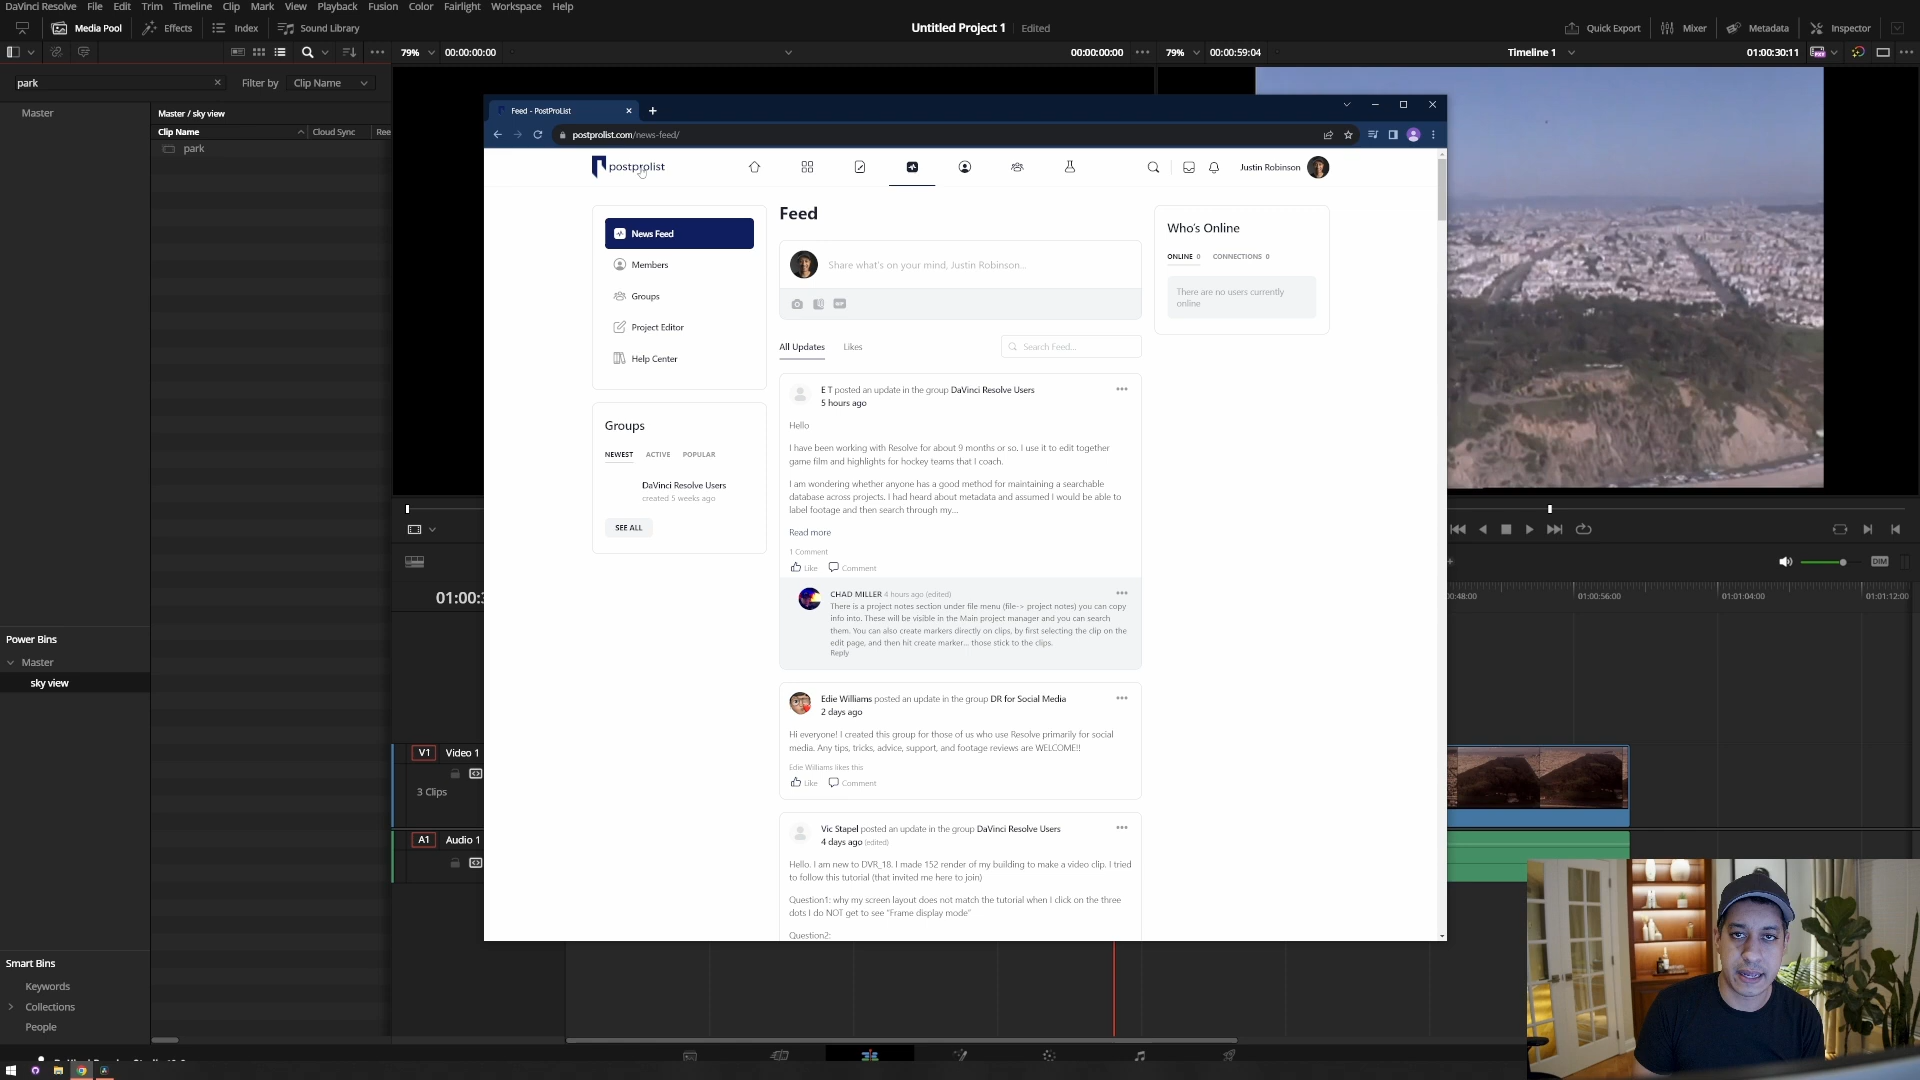 DaVinci Resolve File Edit Trim Timeline Clip Mark View Playback Fusion Color Fairlight Workspace Help
Media Pool Effects Index Sound Library
Untitled Project 1 Edited
Quick Export Mixer Metadata Inspector
79% 00:00:00:00 00:00:00:00 79% 00:00:59:04 Timeline 1 01:00:30:11
park Filter by Clip Name
Master
Master / sky view
Clip Name Cloud Sync Ree
park
Power Bins
Master
sky view
Smart Bins
Keywords
Collections
People
Feed - PostProList
postprolist.com/news-feed/
postprolist
Justin Robinson
News Feed
Members
Groups
Project Editor
Help Center
Groups
NEWEST ACTIVE POPULAR
DaVinci Resolve Users
created 5 weeks ago
SEE ALL
Feed
Share what's on your mind, Justin Robinson...
GIF
All Updates Likes Search Feed...
E T posted an update in the group DaVinci Resolve Users
5 hours ago
Hello
I have been working with Resolve for about 9 months or so. I use it to edit together
game film and highlights for hockey teams that I coach.
I am wondering whether anyone has a good method for maintaining a searchable
database across projects. I had heard about metadata and assumed I would be able to
label footage and then search through my...
Read more
1 Comment
Like Comment
CHAD MILLER 4 hours ago (edited)
There is a project notes section under file menu (file-> project notes) you can copy
info into. These will be visible in the Main project manager and you can search
them. You can also create markers directly on clips, by first selecting the clip on the
edit page, and then hit create marker... those stick to the clips.
Reply
Edie Williams posted an update in the group DR for Social Media
2 days ago
Hi everyone! I created this group for those of us who use Resolve primarily for social
media. Any tips, tricks, advice, support, and footage reviews are WELCOME!!
Edie Williams likes this
Like Comment
Vic Stapel posted an update in the group DaVinci Resolve Users
4 days ago (edited)
Hello. I am new to DVR_18. I made 152 render of my building to make a video clip. I tried
to follow this tutorial (that invited me here to join)
Question1: why my screen layout does not match the tutorial when I click on the three
dots I do NOT get to see "Frame display mode"
Question2:
Who's Online
ONLINE 0 CONNECTIONS 0
There are no users currently
online
DIM
01:00:3
00:48:00 01:00:56:00 01:01:04:00 01:01:12:00
V1 Video 1
3 Clips
A1 Audio 1